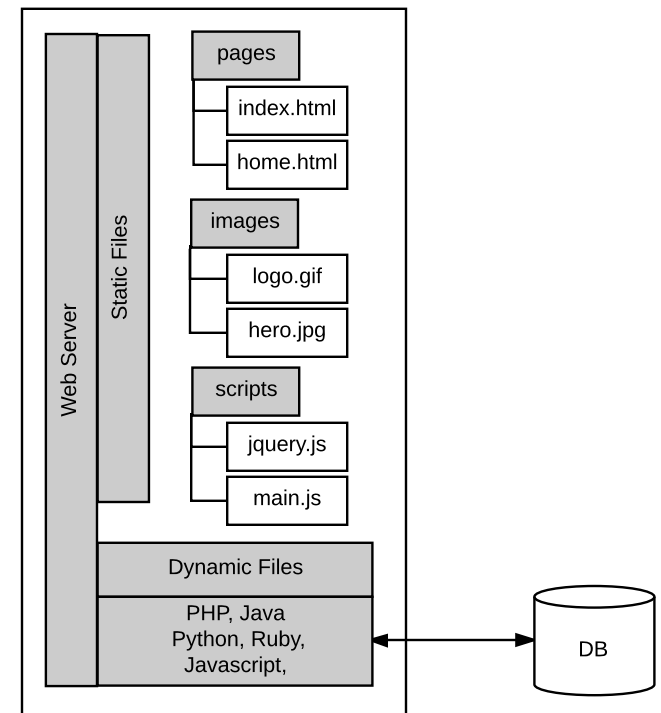 Web Server
Static Files
pages
index.html
home.html
images
logo.gif
hero.jpg
scripts
jquery.js
main.js
Dynamic Files
PHP, Java
Python, Ruby,
Javascript,
DB